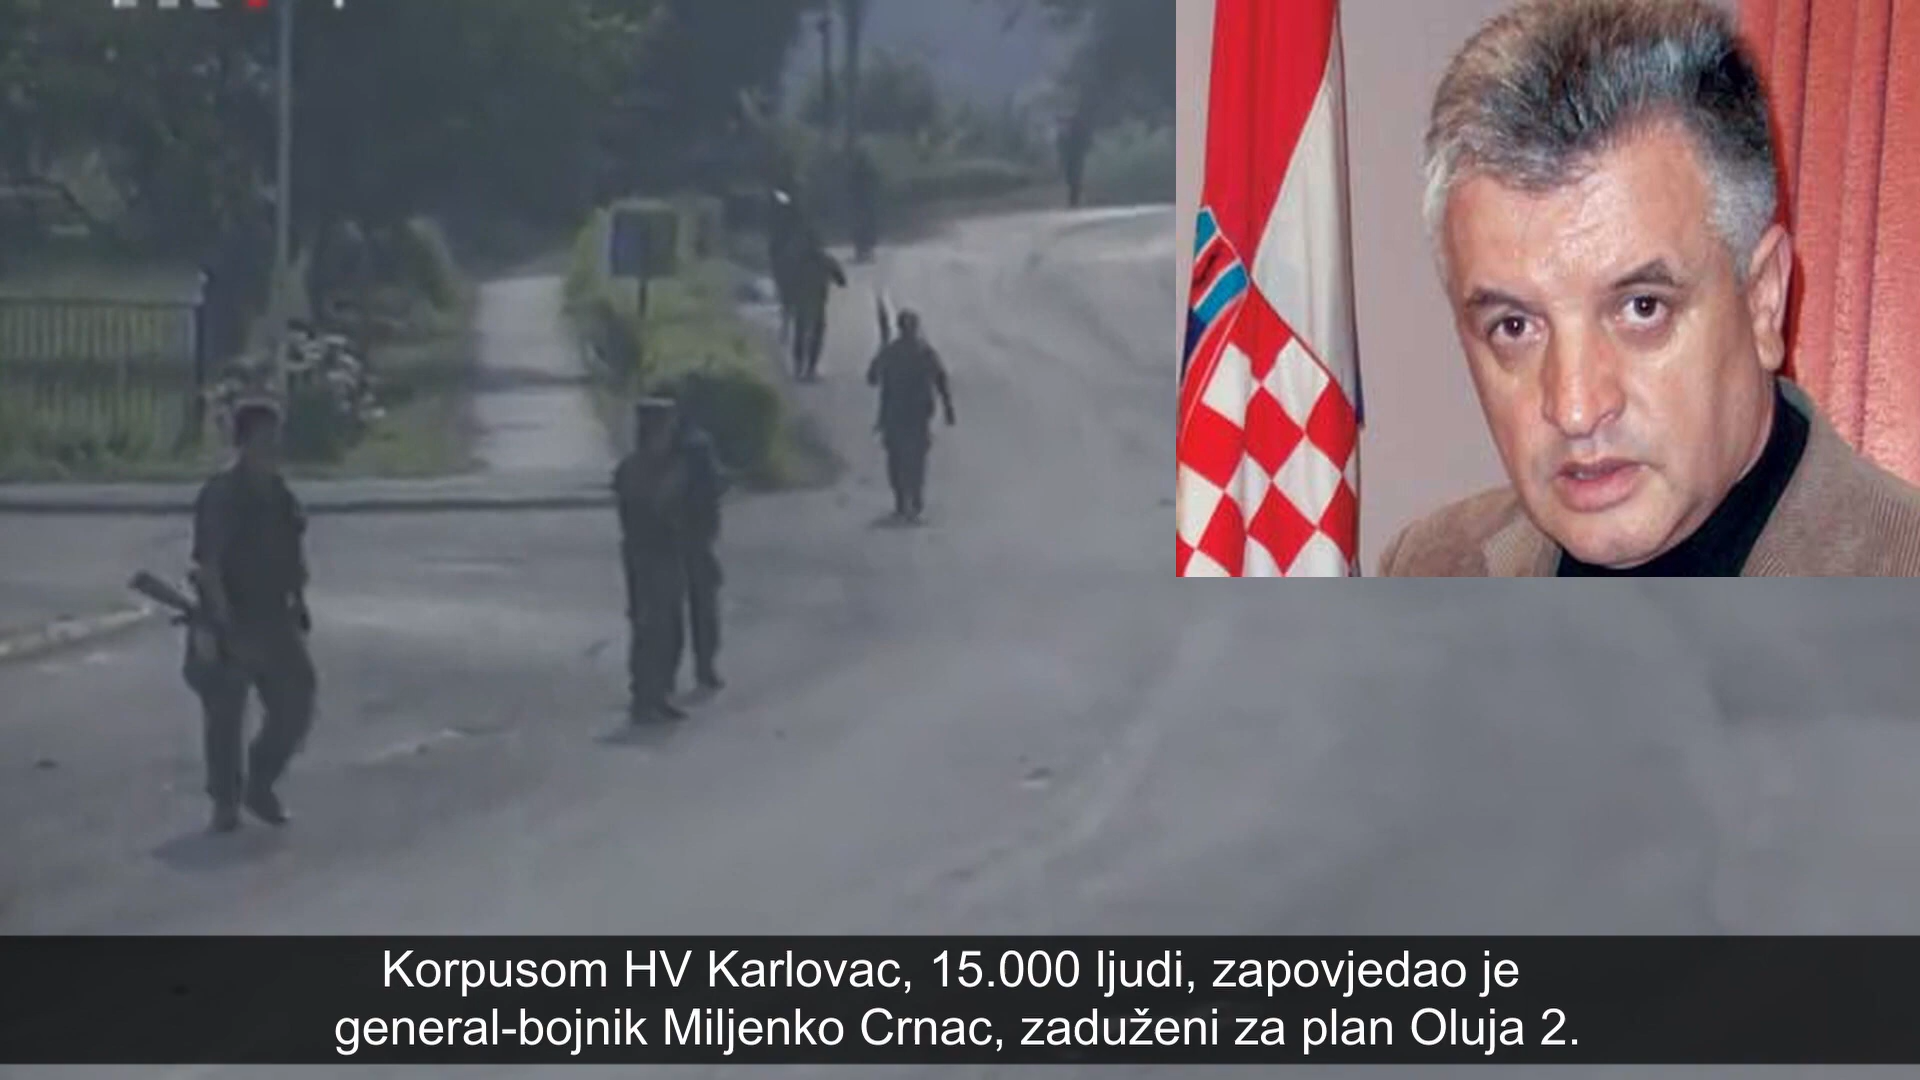 Korpusom HV Karlovac, 15.000 ljudi, zapovjedao je
general-bojnik Miljenko Crnac, zaduženi za plan Oluja 2.